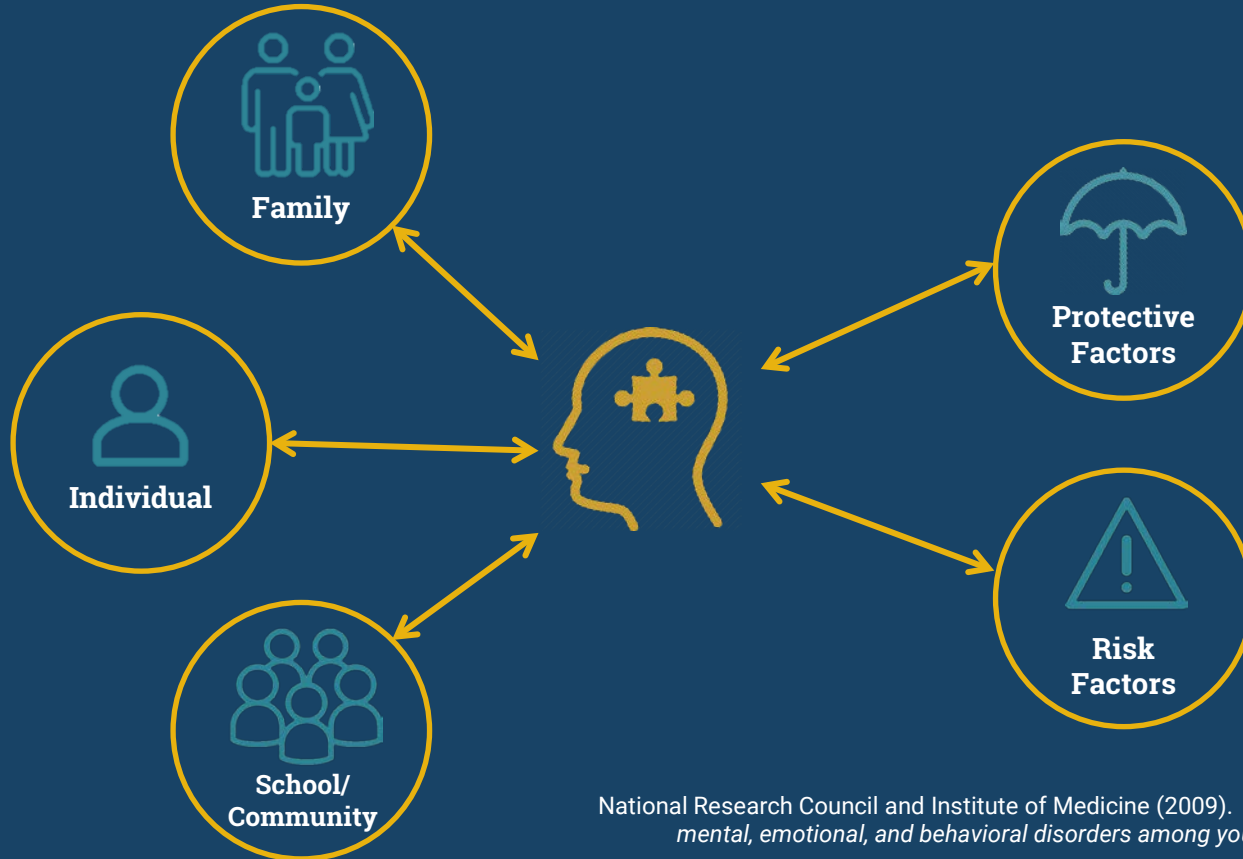 Family
Protective
Factors
Individual
Risk
Factors
School/
Community
National Research Council and Institute of Medicine (2009).
mental, emotional, and behavioral disorders among